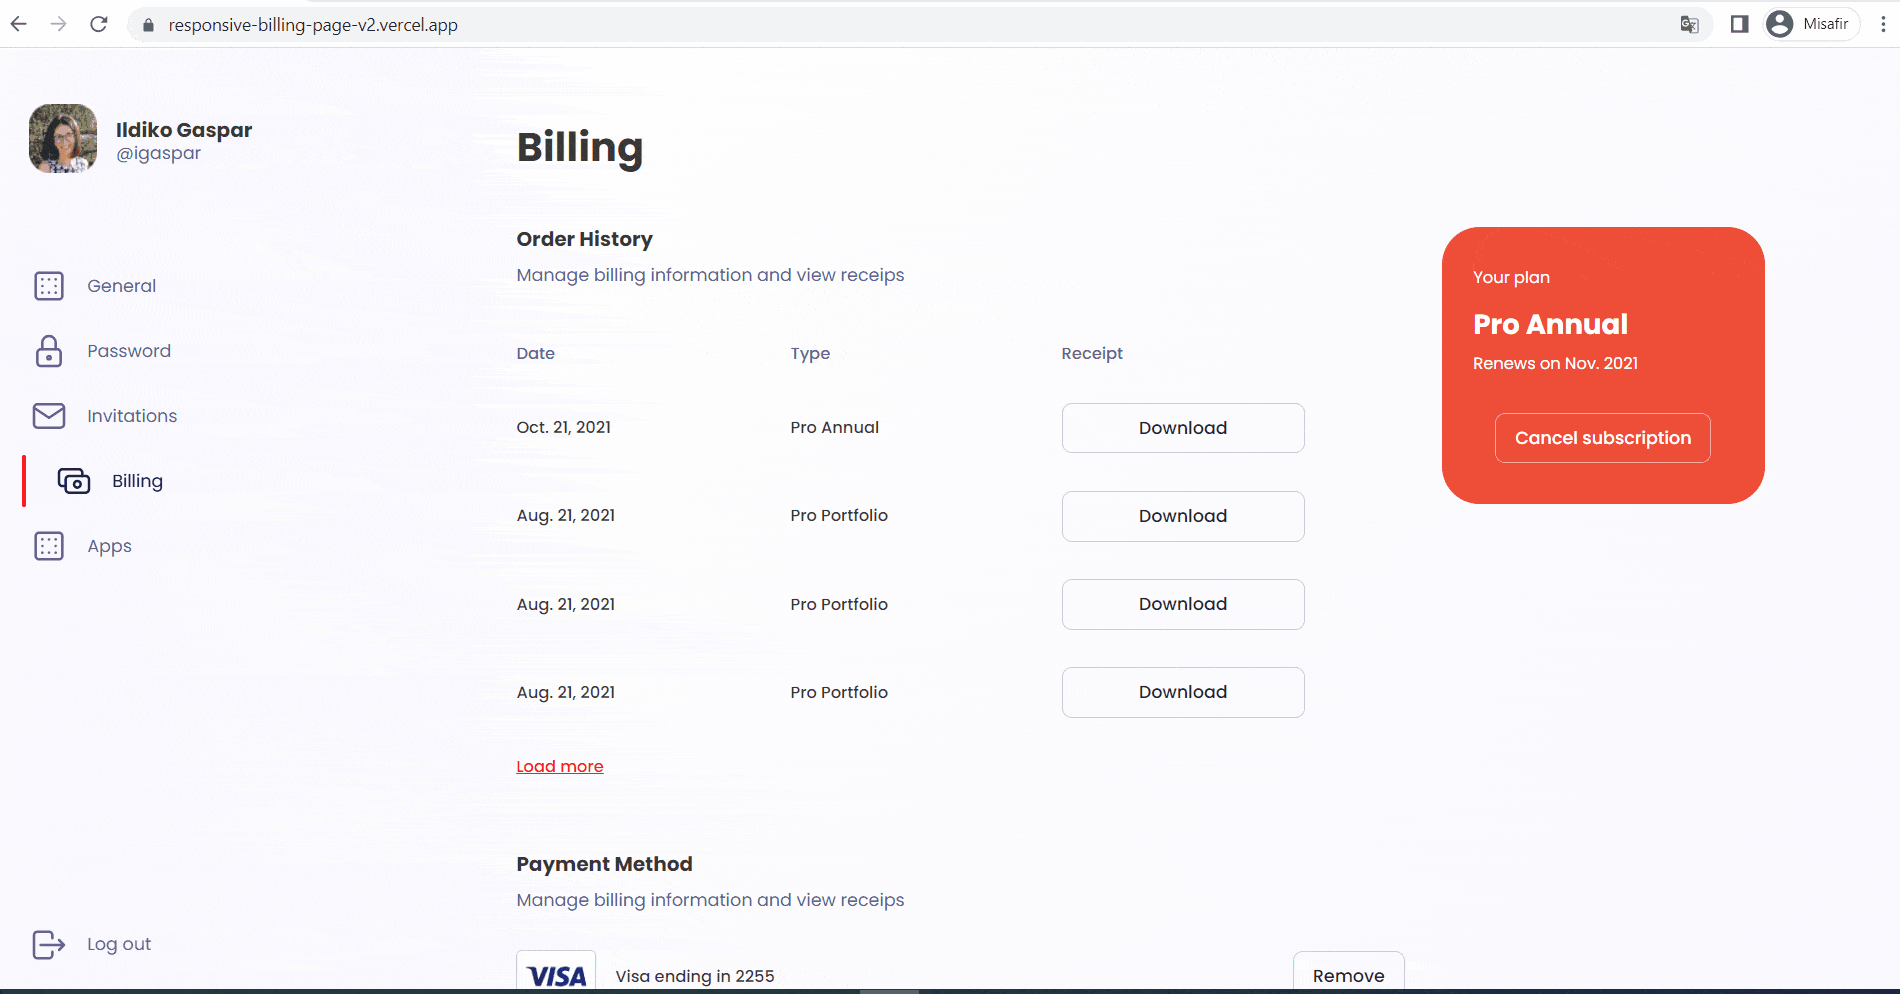 responsive-billing-page-v2.vercel.app
Misafir
Ildiko Gaspar
@igaspar
General
Password
Invitations
Billing
Apps
Log out
Billing
Order History
Manage billing information and view receips
Date Type Receipt
Oct. 21, 2021 Pro Annual Download
Aug. 21, 2021 Pro Portfolio Download
Aug. 21, 2021 Pro Portfolio Download
Aug. 21, 2021 Pro Portfolio Download
Load more
Your plan
Pro Annual
Renews on Nov. 2021
Cancel subscription
Payment Method
Manage billing information and view receips
VISA Visa ending in 2255 Remove